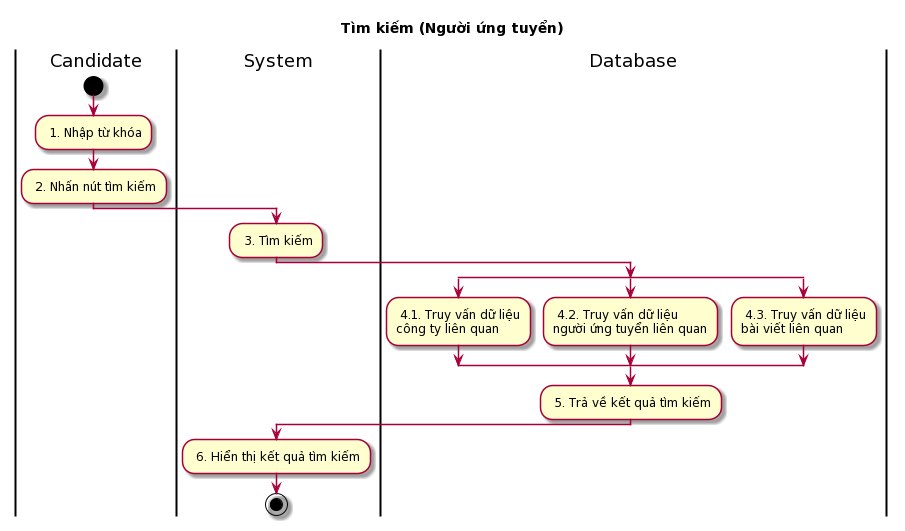 Tìm kiếm (Người ứng tuyển)
Candidate
System
Database
1. Nhập từ khóa
2. Nhấn nút tìm kiếm
3. Tìm kiếm
4.1. Truy vấn dữ liệu
công ty liên quan
4.2. Truy vấn dữ liệu
người ứng tuyển liên quan
4.3. Truy vấn dữ liệu
bài viết liên quan
5. Trả về kết quả tìm kiếm
6. Hiển thị kết quả tìm kiếm